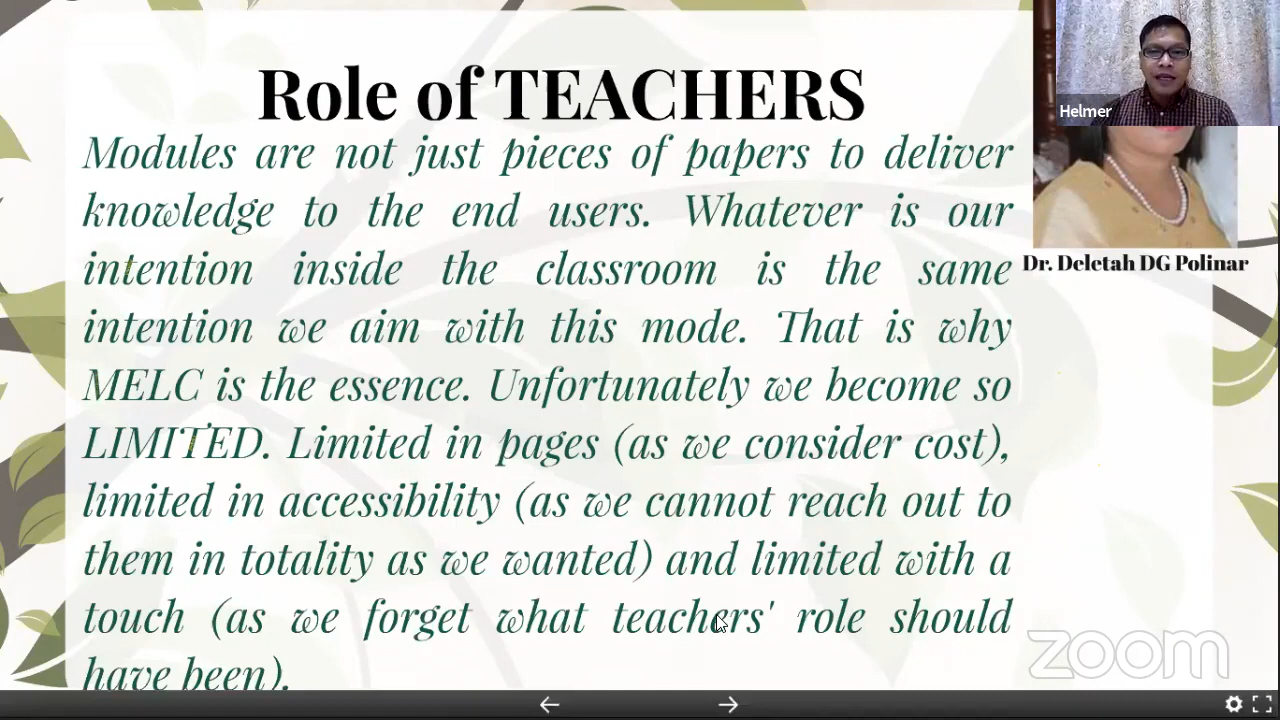 Role of TEACHERS
Modules are not just pieces of papers to deliver
knowledge to the end users. Whatever is our
intention inside the classroom is the same
intention we aim with this mode. That is why
MELC is the essence. Unfortunately we become so
LIMITED. Limited in pages (as we consider cost),
limited in accessibility (as we cannot reach out to
them in totality as we wanted) and limited with a
touch (as we forget what teachers' role should
have been).
Helmer
Dr. Deletah DG Polinar
zoom